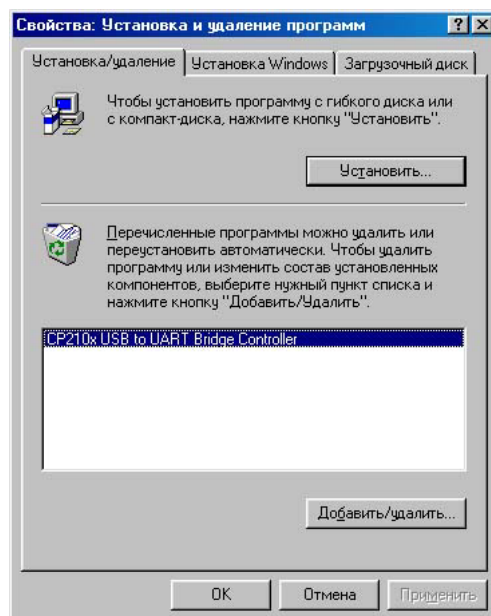 Свойства: Установка и удаление программ
Установка/удаление
Установка Windows
Загрузочный диск
Чтобы установить программу с гибкого диска или
с компакт-диска, нажмите кнопку "Установить".
Установить...
Перечисленные программы можно удалить или
переустановить автоматически. Чтобы удалить
программу или изменить состав установленных
компонентов, выберите нужный пункт списка и
нажмите кнопку "Добавить/Удалить".
CP210x USB to UART Bridge Controller
Добавить/удалить...
OK
Отмена
Применить